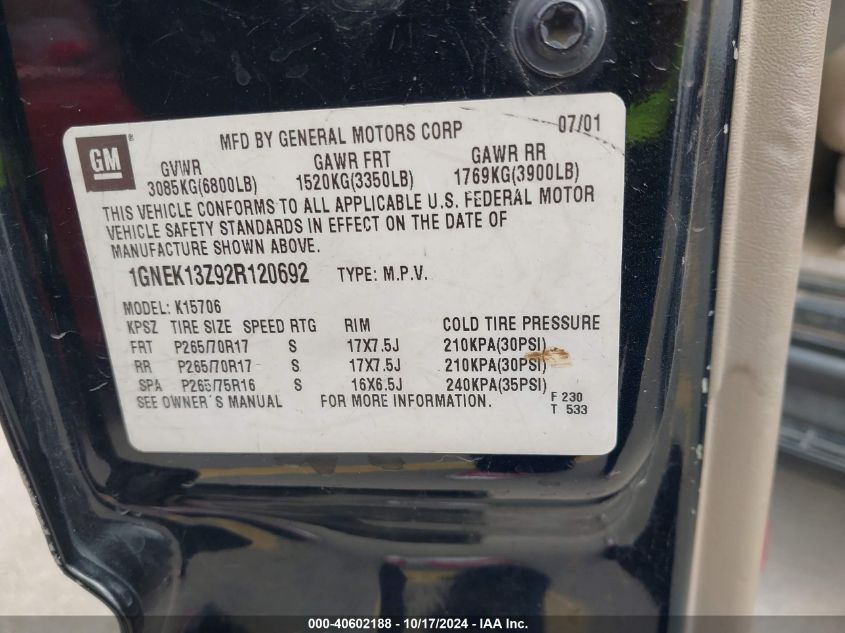 GM®
MFD BY GENERAL MOTORS CORP 07/01
GVWR GAWR FRT GAWR RR
3085KG(6800LB) 1520KG(3350LB) 1769KG(3900LB)
THIS VEHICLE CONFORMS TO ALL APPLICABLE U.S. FEDERAL MOTOR
VEHICLE SAFETY STANDARDS IN EFFECT ON THE DATE OF
MANUFACTURE SHOWN ABOVE.
1GNEK13Z92R120692 TYPE: M.P.V.
MODEL: K15706
KPSZ TIRE SIZE SPEED RTG RIM COLD TIRE PRESSURE
FRT P265/70R17 S 17X7.5J 210KPA(30PSI)
RR P265/70R17 S 17X7.5J 210KPA(30PSI)
SPA P265/75R16 S 16X6.5J 240KPA(35PSI)
SEE OWNER'S MANUAL FOR MORE INFORMATION. F 230
T 533
000-40602188 - 10/17/2024 - IAA Inc.